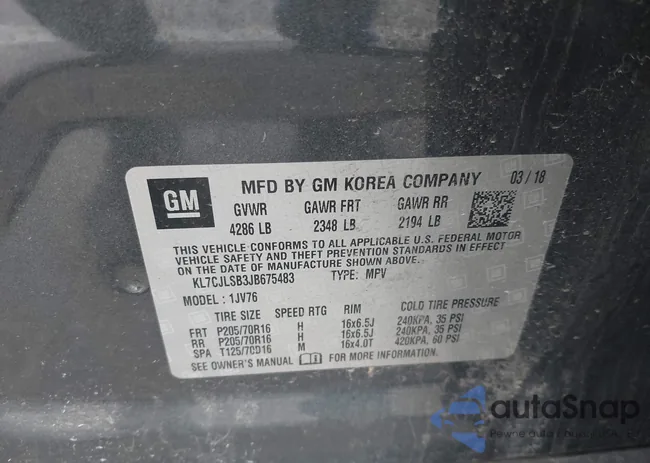 GM
MFD BY GM KOREA COMPANY 03/18
GVWR GAWR FRT GAWR RR
4286 LB 2348 LB 2194 LB
THIS VEHICLE CONFORMS TO ALL APPLICABLE U.S. FEDERAL MOTOR
VEHICLE SAFETY AND THEFT PREVENTION STANDARDS IN EFFECT
ON THE DATE OF MANUFACTURE SHOWN ABOVE.
KL7CJLSB3JB675483 TYPE: MPV
MODEL: 1JV76
TIRE SIZE SPEED RTG RIM COLD TIRE PRESSURE
FRT P205/70R16 H 16x6.5J 240KPA, 35 PSI
RR P205/70R16 H 16x6.5J 240KPA, 35 PSI
SPA T125/70D16 M 16x4.0T 420KPA, 60 PSI
SEE OWNER'S MANUAL FOR MORE INFORMATION.
autoSnap